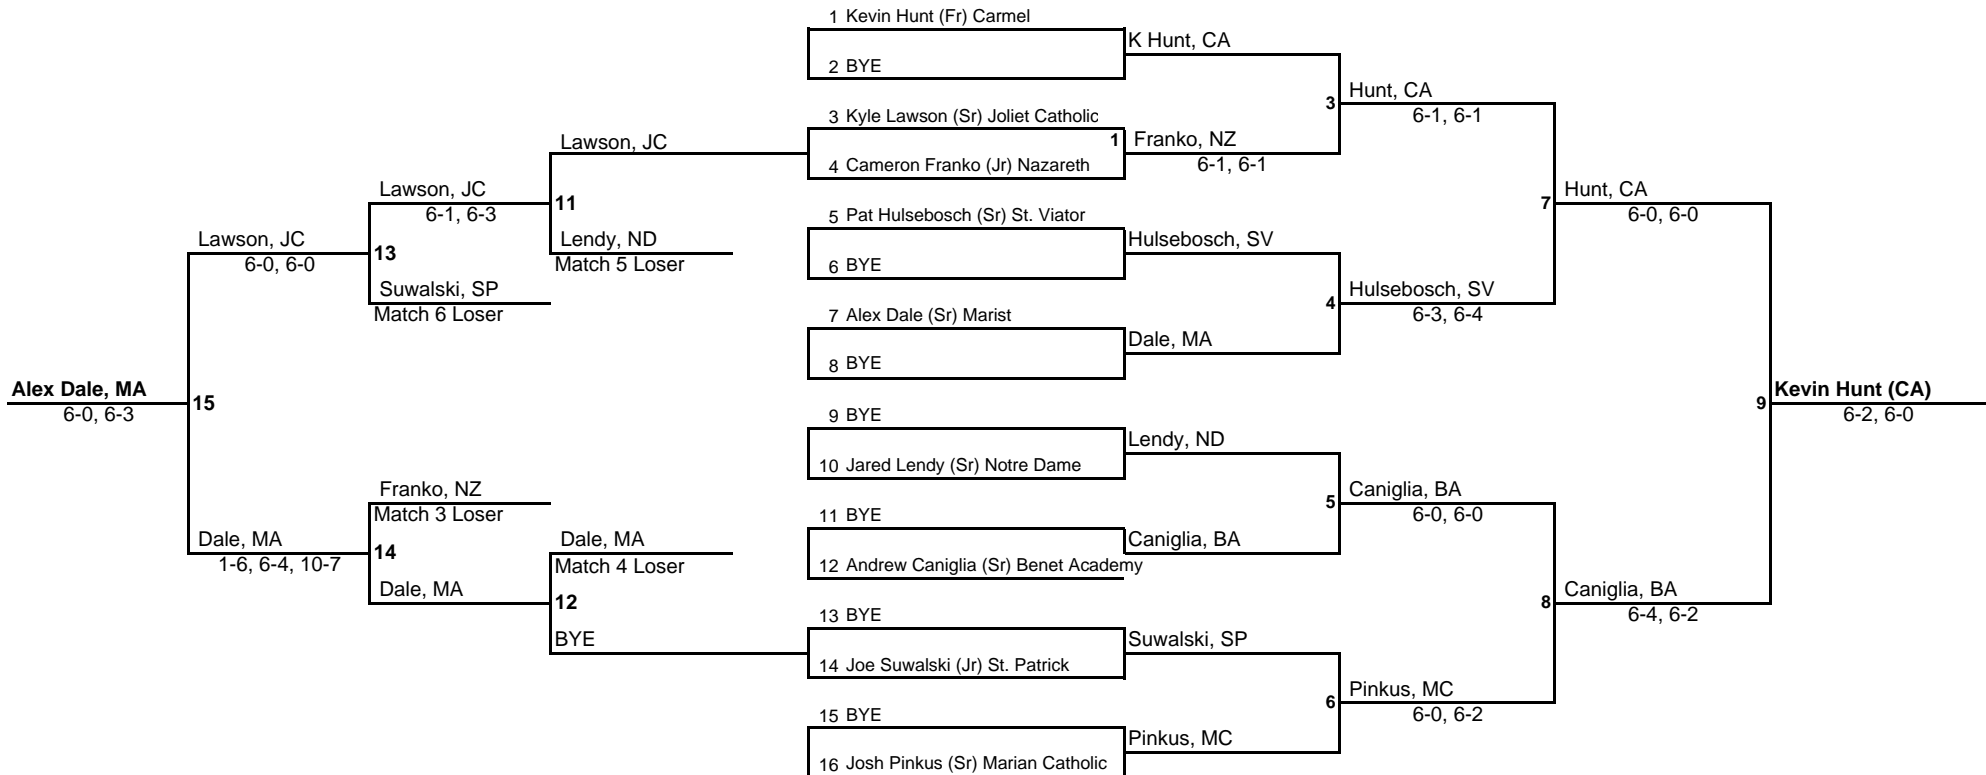 1 Kevin Hunt (Fr) Carmel
K Hunt, CA
2 BYE
Hunt, CA
3
6-1, 6-1
3 Kyle Lawson (Sr) Joliet Catholic
Lawson, JC
1 Franko, NZ
6-1, 6-1
4 Cameron Franko (Jr) Nazareth
Lawson, JC
6-1, 6-3
11
Hunt, CA
7
6-0, 6-0
5 Pat Hulsebosch (Sr) St. Viator
Lawson, JC
6-0, 6-0
13
Lendy, ND
Match 5 Loser
Hulsebosch, SV
6 BYE
Suwalski, SP
Match 6 Loser
Hulsebosch, SV
4
6-3, 6-4
7 Alex Dale (Sr) Marist
Dale, MA
8 BYE
Alex Dale, MA
6-0, 6-3
15
9
Kevin Hunt (CA)
6-2, 6-0
9 BYE
Lendy, ND
10 Jared Lendy (Sr) Notre Dame
Franko, NZ
Match 3 Loser
Caniglia, BA
5
6-0, 6-0
11 BYE
Dale, MA
1-6, 6-4, 10-7
14
Dale, MA
Match 4 Loser
Caniglia, BA
12 Andrew Caniglia (Sr) Benet Academy
Dale, MA
12
Caniglia, BA
8
6-4, 6-2
13 BYE
BYE
Suwalski, SP
14 Joe Suwalski (Jr) St. Patrick
Pinkus, MC
6
6-0, 6-2
15 BYE
Pinkus, MC
16 Josh Pinkus (Sr) Marian Catholic